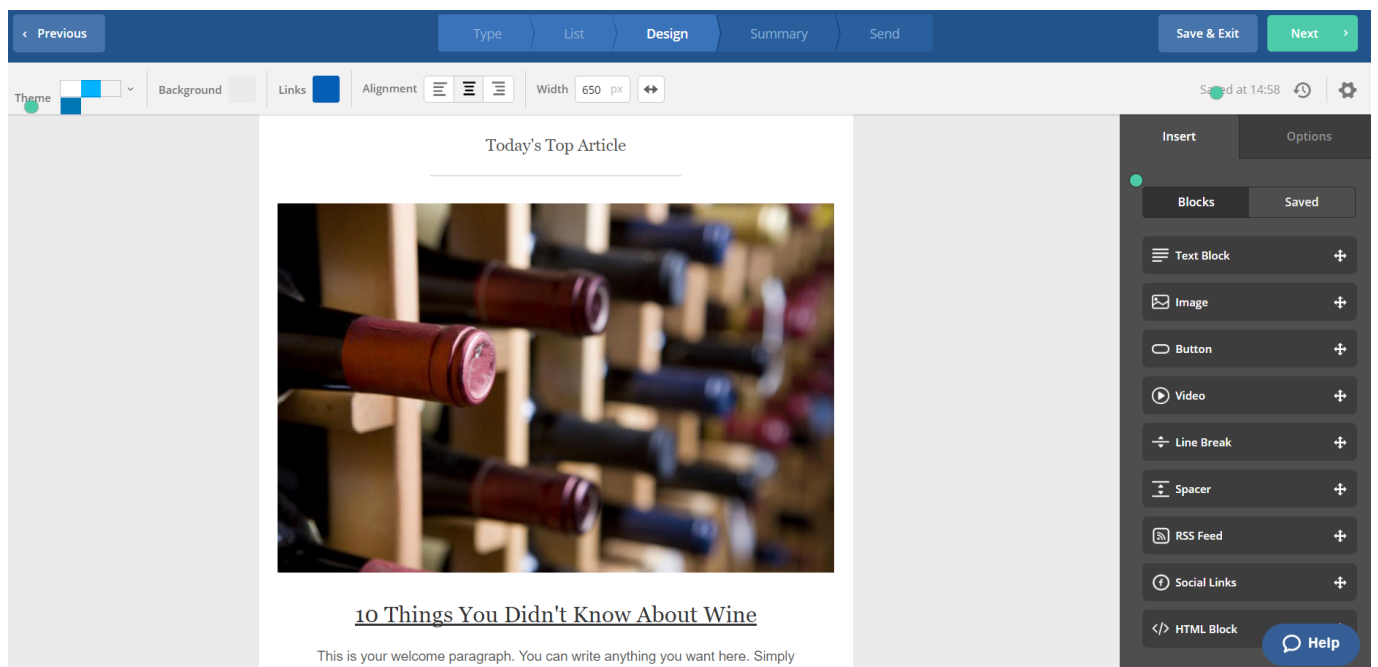 Previous
Type
List
Design
Summary
Send
Save & Exit
Next
Theme
Background
Links
Alignment
Width
650 px
Saved at 14:58
Insert
Options
Blocks
Saved
Text Block
Image
Button
Video
Line Break
Spacer
RSS Feed
Social Links
HTML Block
Help
Today's Top Article
10 Things You Didn't Know About Wine
This is your welcome paragraph. You can write anything you want here. Simply